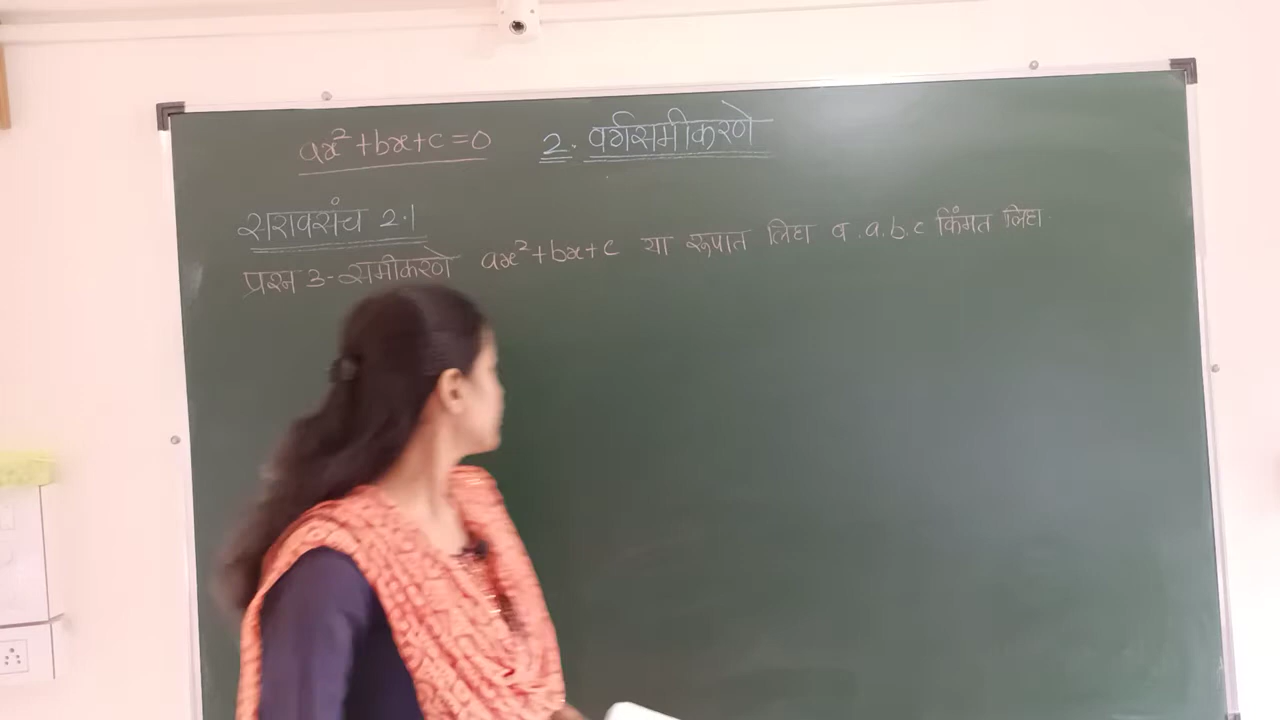 ax²+bx+c=0 2. वर्गसमीकरणे
सरावसंच 2.1
प्रश्न 3-समीकरणे ax²+bx+c या रूपात लिहा व .a.b.c किंमत लिहा.